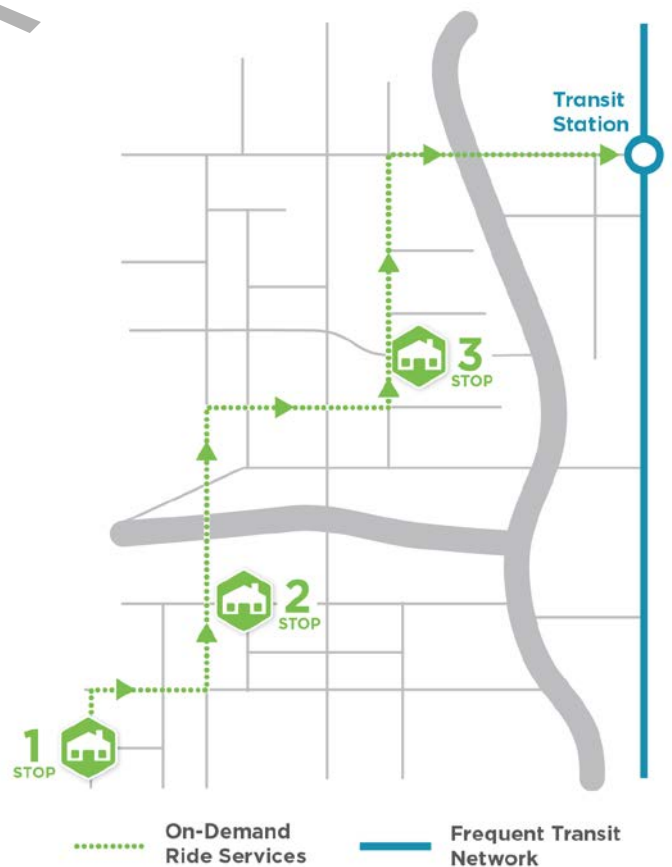 Transit
Station
3
STOP
2
STOP
1
STOP
On-Demand
Ride Services
Frequent Transit
Network